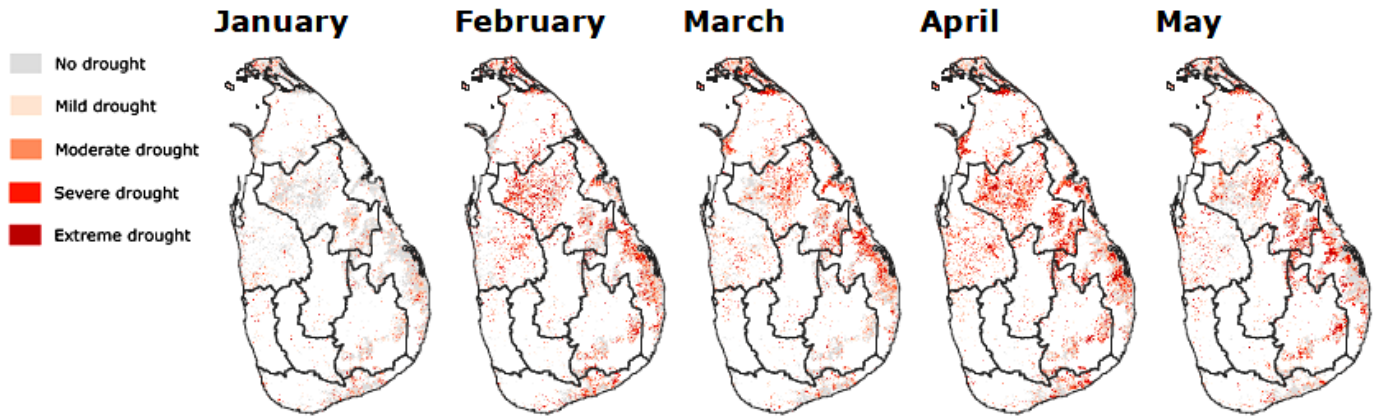 January
February
March
April
May
No drought
Mild drought
Moderate drought
Severe drought
Extreme drought